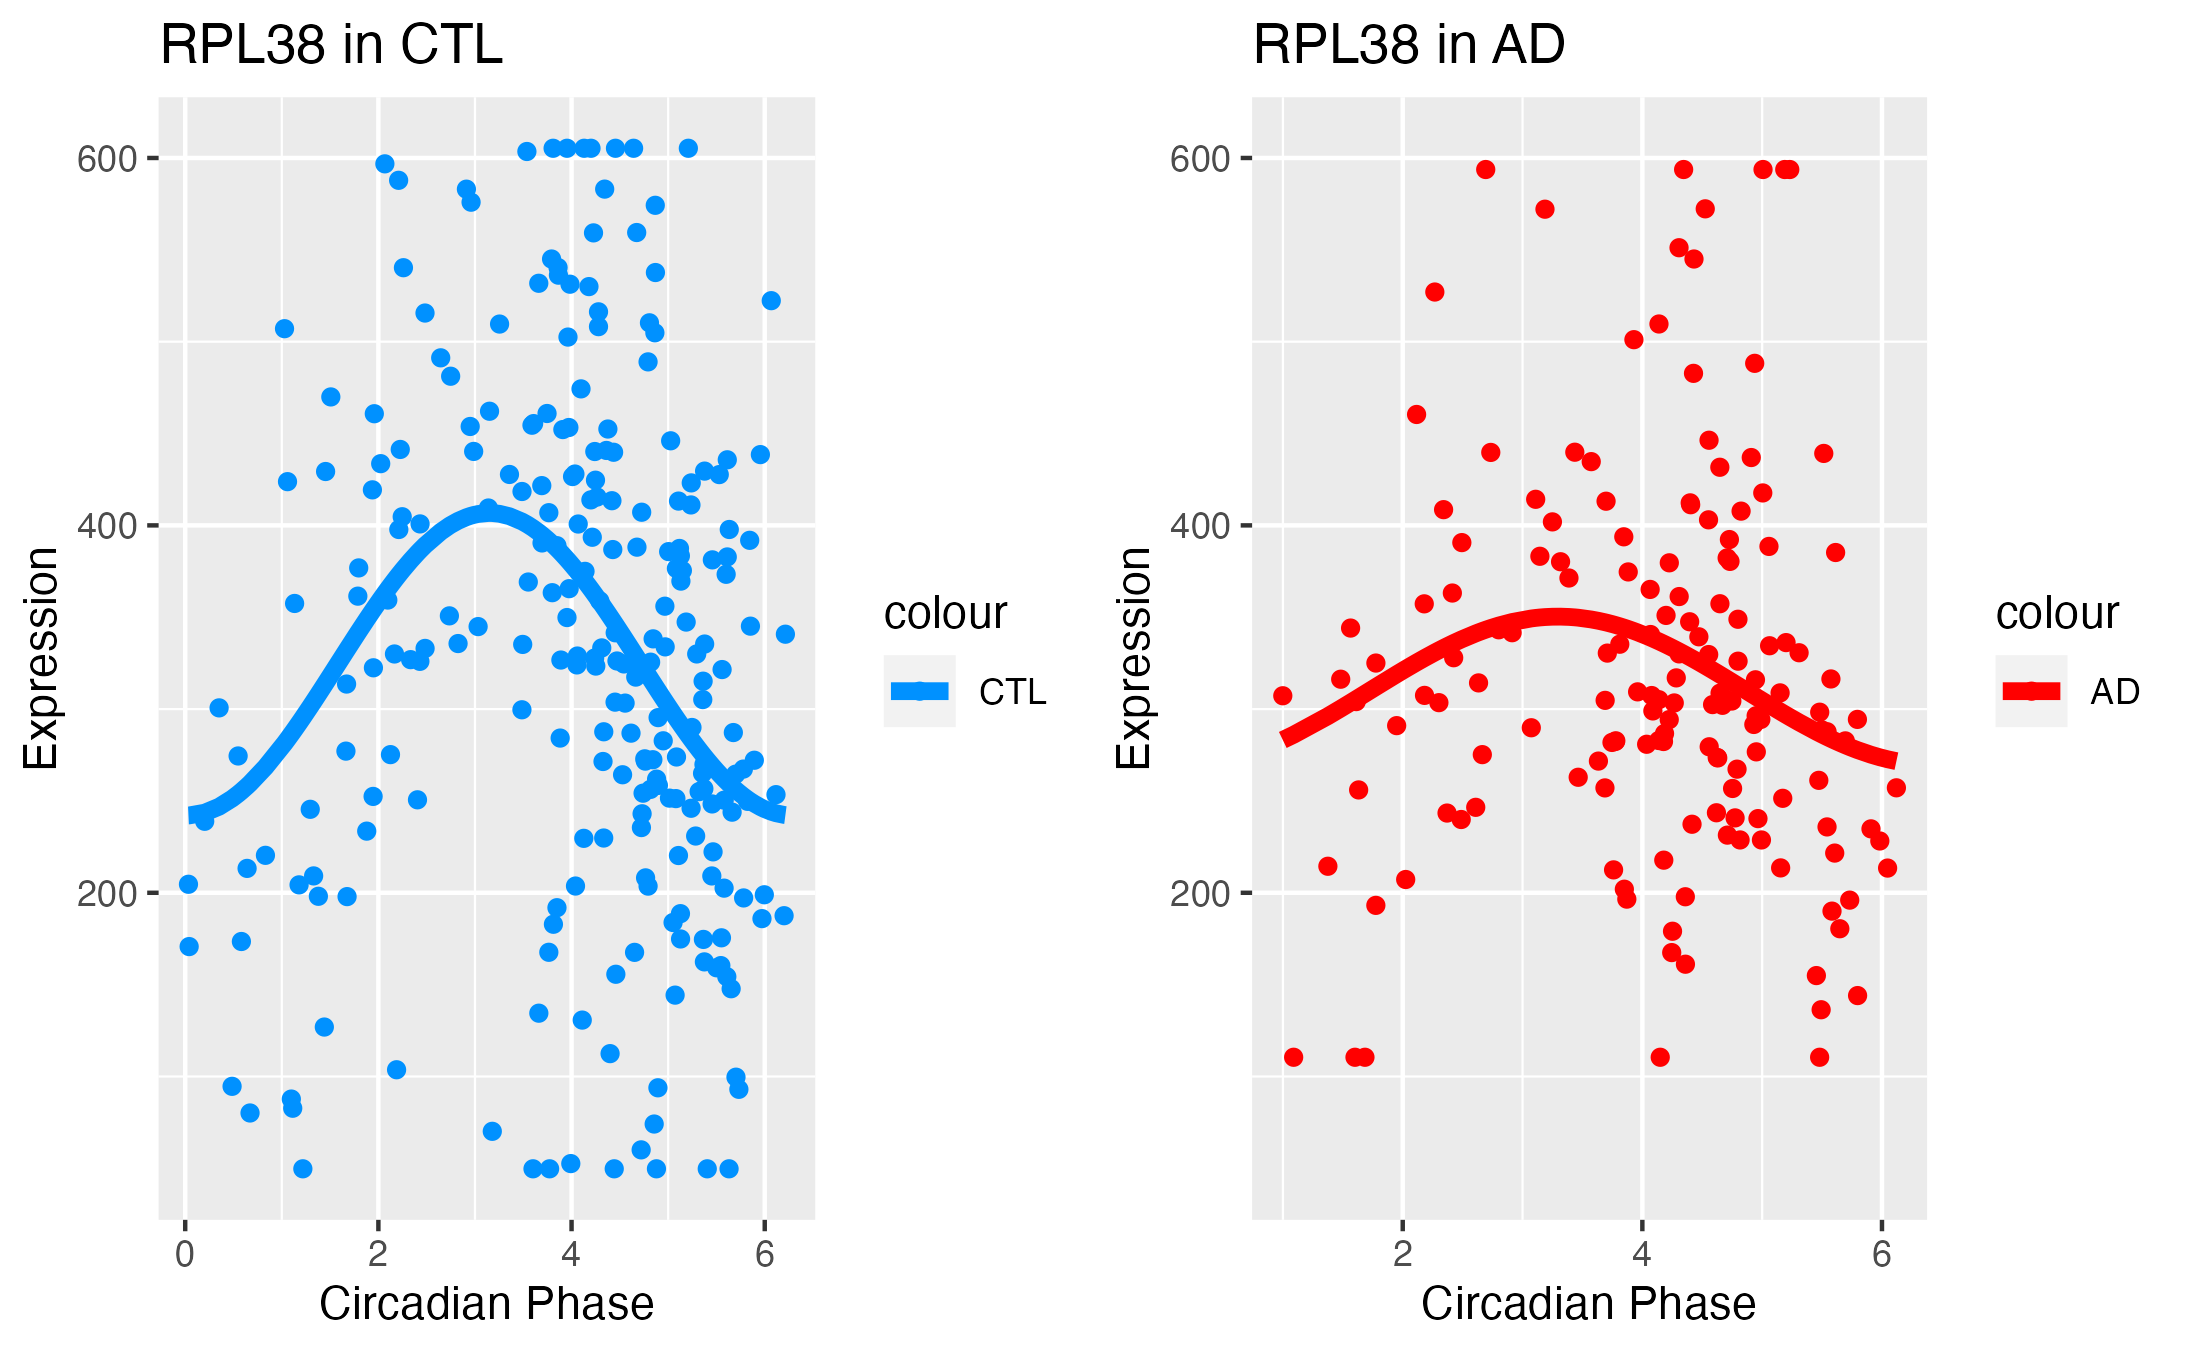 RPL38 in CTL
600
400
200
Expression
0
2
4
6
Circadian Phase
colour
CTL
RPL38 in AD
600
400
200
Expression
2
4
6
Circadian Phase
colour
AD